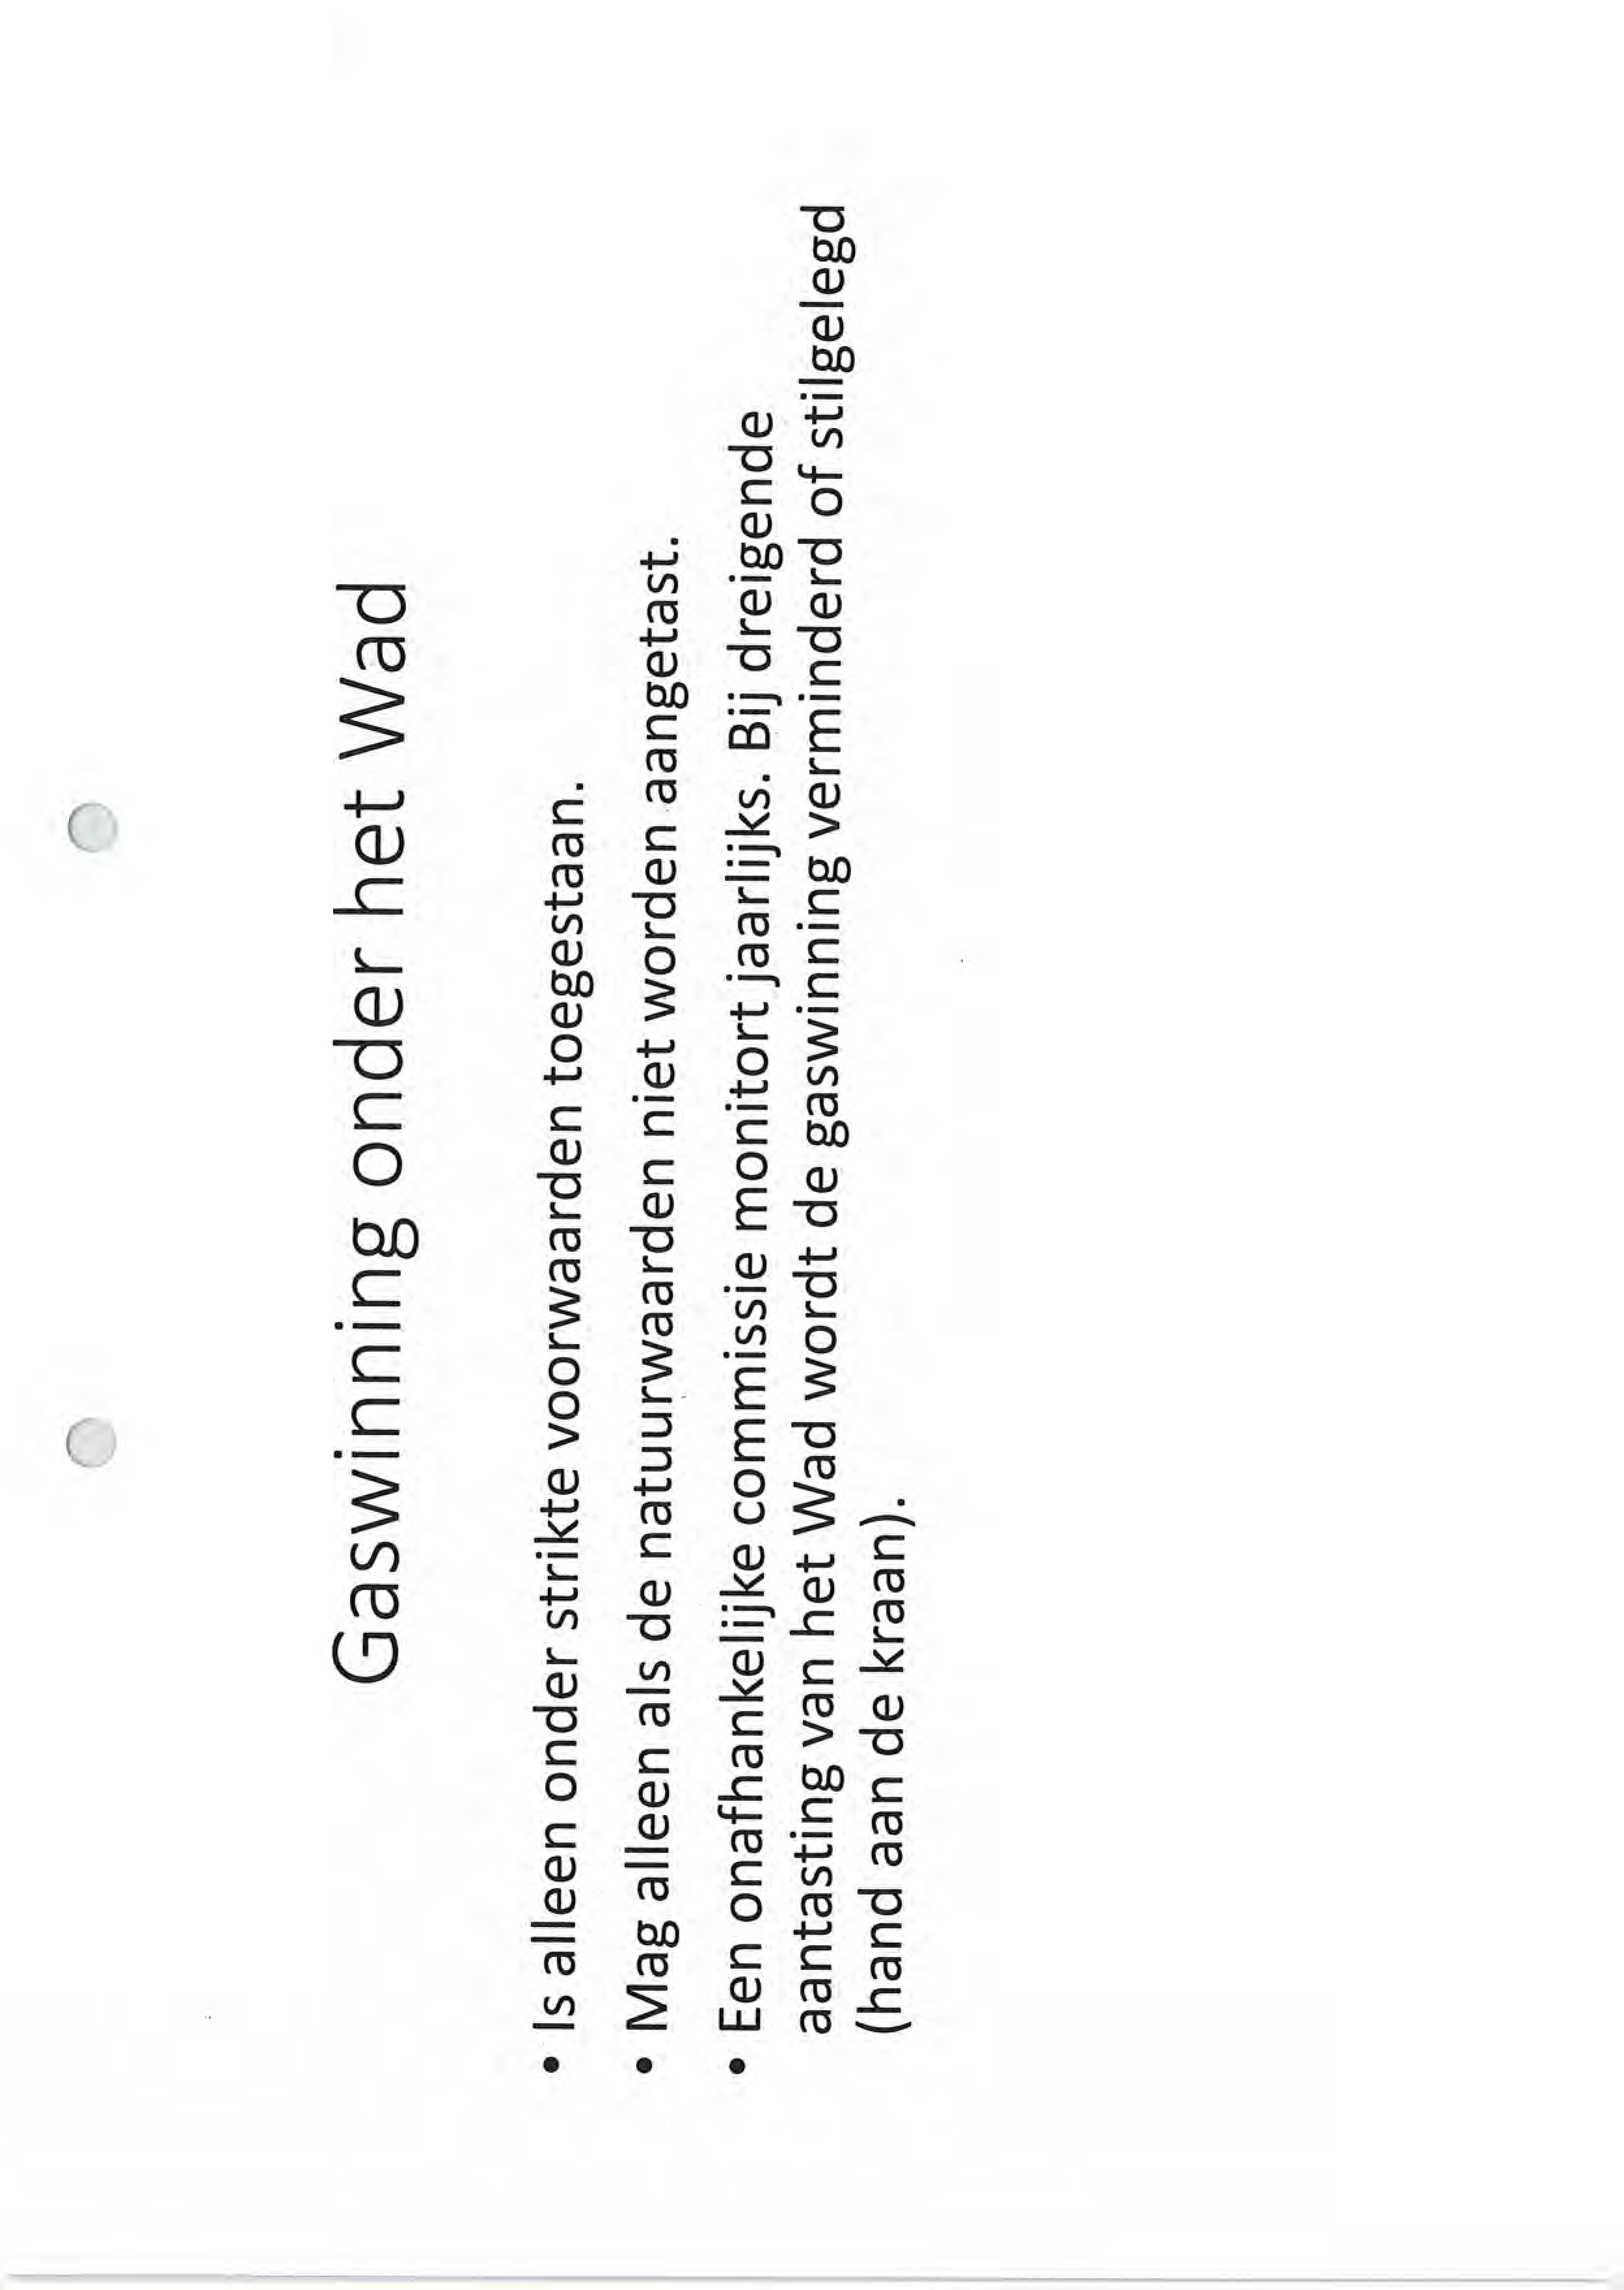 Gaswinning onder het Wad
• Is alleen onder strikte voorwaarden toegestaan.
• Mag alleen als de natuurwaarden niet worden aangetast.
• Een onafhankelijke commissie monitort jaarlijks. Bij dreigende
aantasting van het Wad wordt de gaswinning verminderd of stilgelegd
(hand aan de kraan).